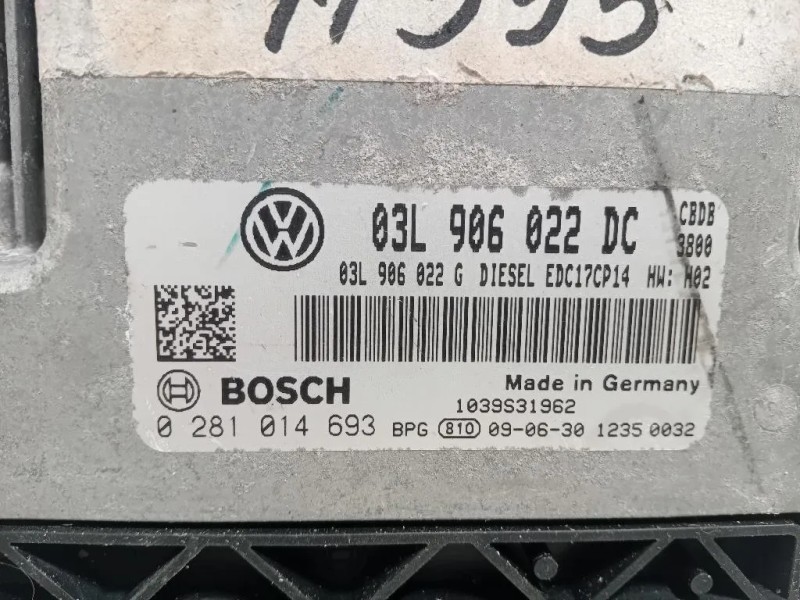 03L 906 022 DC CBDB
3800
03L 906 022 G DIESEL EDC17CP14 HW: H02
BOSCH
Made in Germany
1039S31962
0 281 014 693 BPG 810 09-06-30 1235 0032